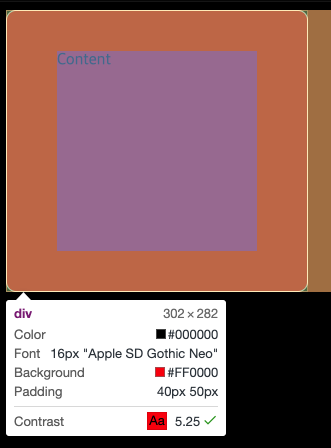 Content
div 302 × 282
Color #000000
Font 16px "Apple SD Gothic Neo"
Background #FF0000
Padding 40px 50px
Contrast Aa 5.25 ✓